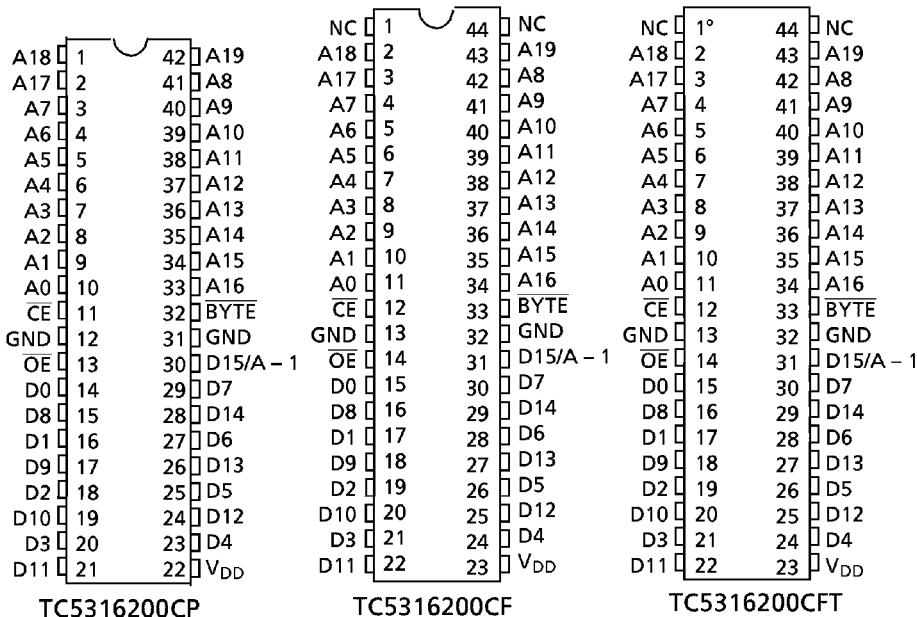 A18 1 42 A19
A17 2 41 A8
A7 3 40 A9
A6 4 39 A10
A5 5 38 A11
A4 6 37 A12
A3 7 36 A13
A2 8 35 A14
A1 9 34 A15
A0 10 33 A16
C̅E̅ 11 32 B̅Y̅T̅E̅
GND 12 31 GND
O̅E̅ 13 30 D15/A – 1
D0 14 29 D7
D8 15 28 D14
D1 16 27 D6
D9 17 26 D13
D2 18 25 D5
D10 19 24 D12
D3 20 23 D4
D11 21 22 VDD
TC5316200CP
NC 1 44 NC
A18 2 43 A19
A17 3 42 A8
A7 4 41 A9
A6 5 40 A10
A5 6 39 A11
A4 7 38 A12
A3 8 37 A13
A2 9 36 A14
A1 10 35 A15
A0 11 34 A16
C̅E̅ 12 33 B̅Y̅T̅E̅
GND 13 32 GND
O̅E̅ 14 31 D15/A – 1
D0 15 30 D7
D8 16 29 D14
D1 17 28 D6
D9 18 27 D13
D2 19 26 D5
D10 20 25 D12
D3 21 24 D4
D11 22 23 VDD
TC5316200CF
NC 1° 44 NC
A18 2 43 A19
A17 3 42 A8
A7 4 41 A9
A6 5 40 A10
A5 6 39 A11
A4 7 38 A12
A3 8 37 A13
A2 9 36 A14
A1 10 35 A15
A0 11 34 A16
C̅E̅ 12 33 B̅Y̅T̅E̅
GND 13 32 GND
O̅E̅ 14 31 D15/A – 1
D0 15 30 D7
D8 16 29 D14
D1 17 28 D6
D9 18 27 D13
D2 19 26 D5
D10 20 25 D12
D3 21 24 D4
D11 22 23 VDD
TC5316200CFT